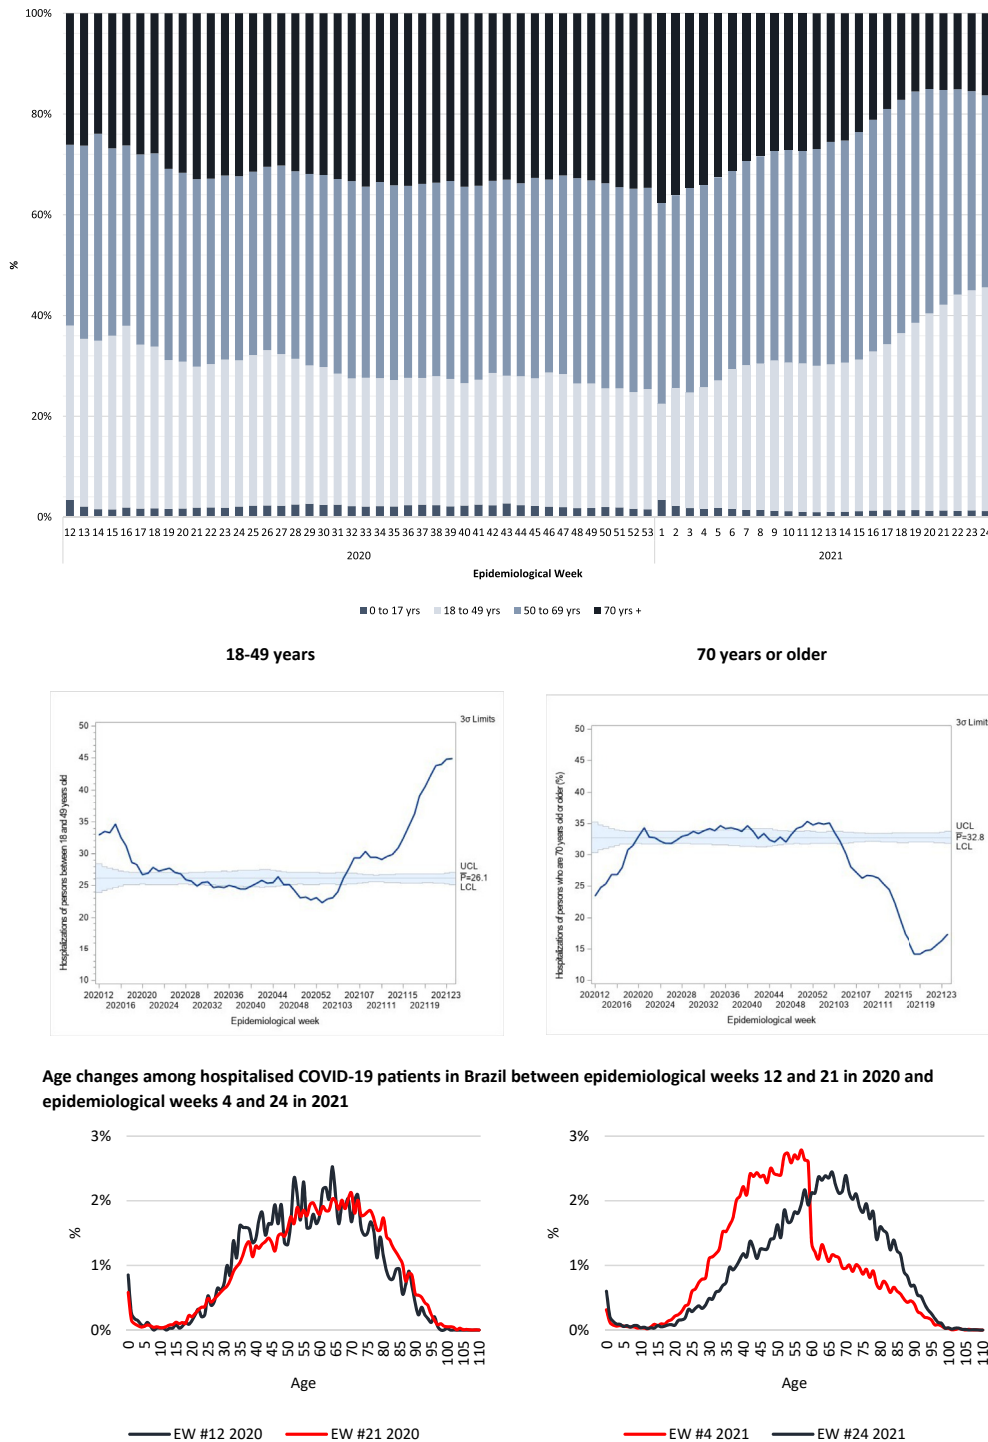 100%
80%
60%
40%
20%
0%
%
12 13 14 15 16 17 18 19 20 21 22 23 24 25 26 27 28 29 30 31 32 33 34 35 36 37 38 39 40 41 42 43 44 45 46 47 48 49 50 51 52 53 1 2 3 4 5 6 7 8 9 10 11 12 13 14 15 16 17 18 19 20 21 22 23 24
2020 2021
Epidemiological Week
0 to 17 yrs 18 to 49 yrs 50 to 69 yrs 70 yrs +
18-49 years
Hospitalizations of persons between 18 and 49 years old
50
45
40
35
30
25
20
15
10
3σ Limits
UCL
P̅=26.1
LCL
202012 202020 202028 202036 202044 202052 202107 202115 202123
202016 202024 202032 202040 202048 202103 202111 202119
Epidemiological week
70 years or older
Hospitalizations of persons who are 70 years old or older (%)
50
45
40
35
30
25
20
15
10
3σ Limits
UCL
P̅=32.8
LCL
202012 202020 202028 202036 202044 202052 202107 202115 202123
202016 202024 202032 202040 202048 202103 202111 202119
Epidemiological week
Age changes among hospitalised COVID-19 patients in Brazil between epidemiological weeks 12 and 21 in 2020 and
epidemiological weeks 4 and 24 in 2021
3%
2%
1%
0%
%
0 5 10 15 20 25 30 35 40 45 50 55 60 65 70 75 80 85 90 95 100 105 110
Age
EW #12 2020 EW #21 2020
3%
2%
1%
0%
%
0 5 10 15 20 25 30 35 40 45 50 55 60 65 70 75 80 85 90 95 100 105 110
Age
EW #4 2021 EW #24 2021